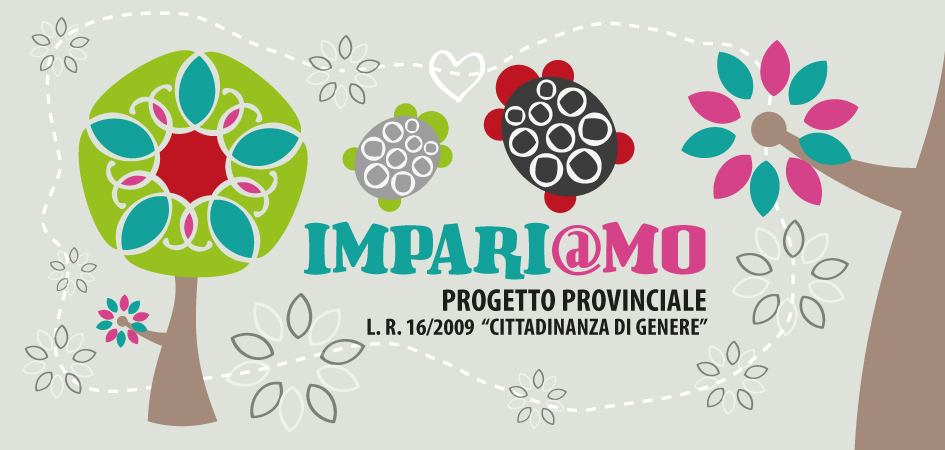 IMPARI@MO
PROGETTO PROVINCIALE
L. R. 16/2009 “CITTADINANZA DI GENERE”